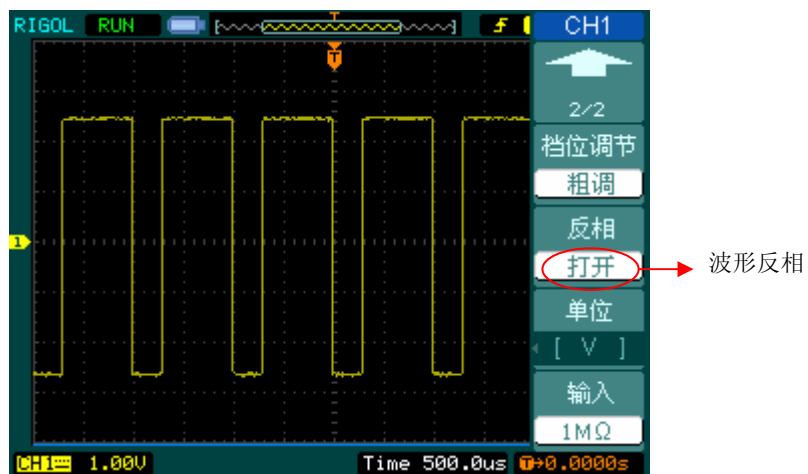 RIGOL RUN CH1
T
T
2/2
档位调节
粗调
反相
1
打开 波形反相
单位
[ V ]
输入
1MΩ
CH1 1.00V Time 500.0us T→0.0000s